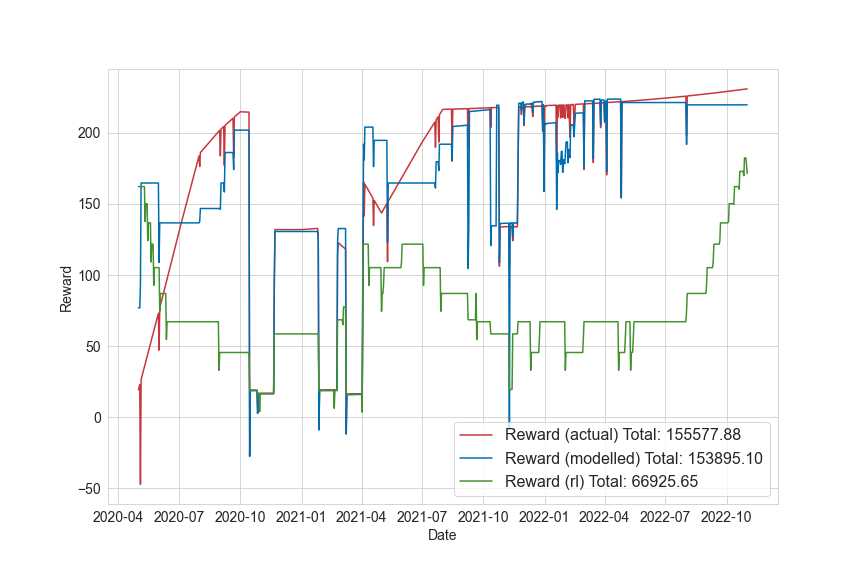 200
150
100
50
0
−50
Reward
2020-04 2020-07 2020-10 2021-01 2021-04 2021-07 2021-10 2022-01 2022-04 2022-07 2022-10
Date
Reward (actual) Total: 155577.88
Reward (modelled) Total: 153895.10
Reward (rl) Total: 66925.65